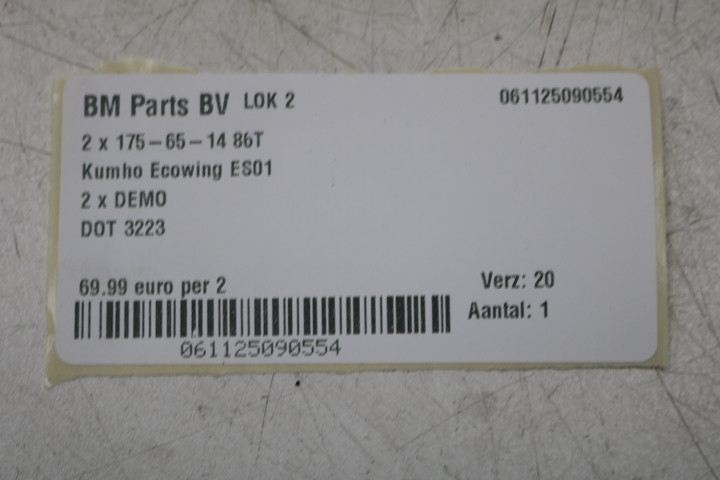 BM Parts BV LOK 2 061125090554
2 x 175-65-14 86T
Kumho Ecowing ES01
2 x DEMO
DOT 3223
69.99 euro per 2 Verz: 20
Aantal: 1
061125090554